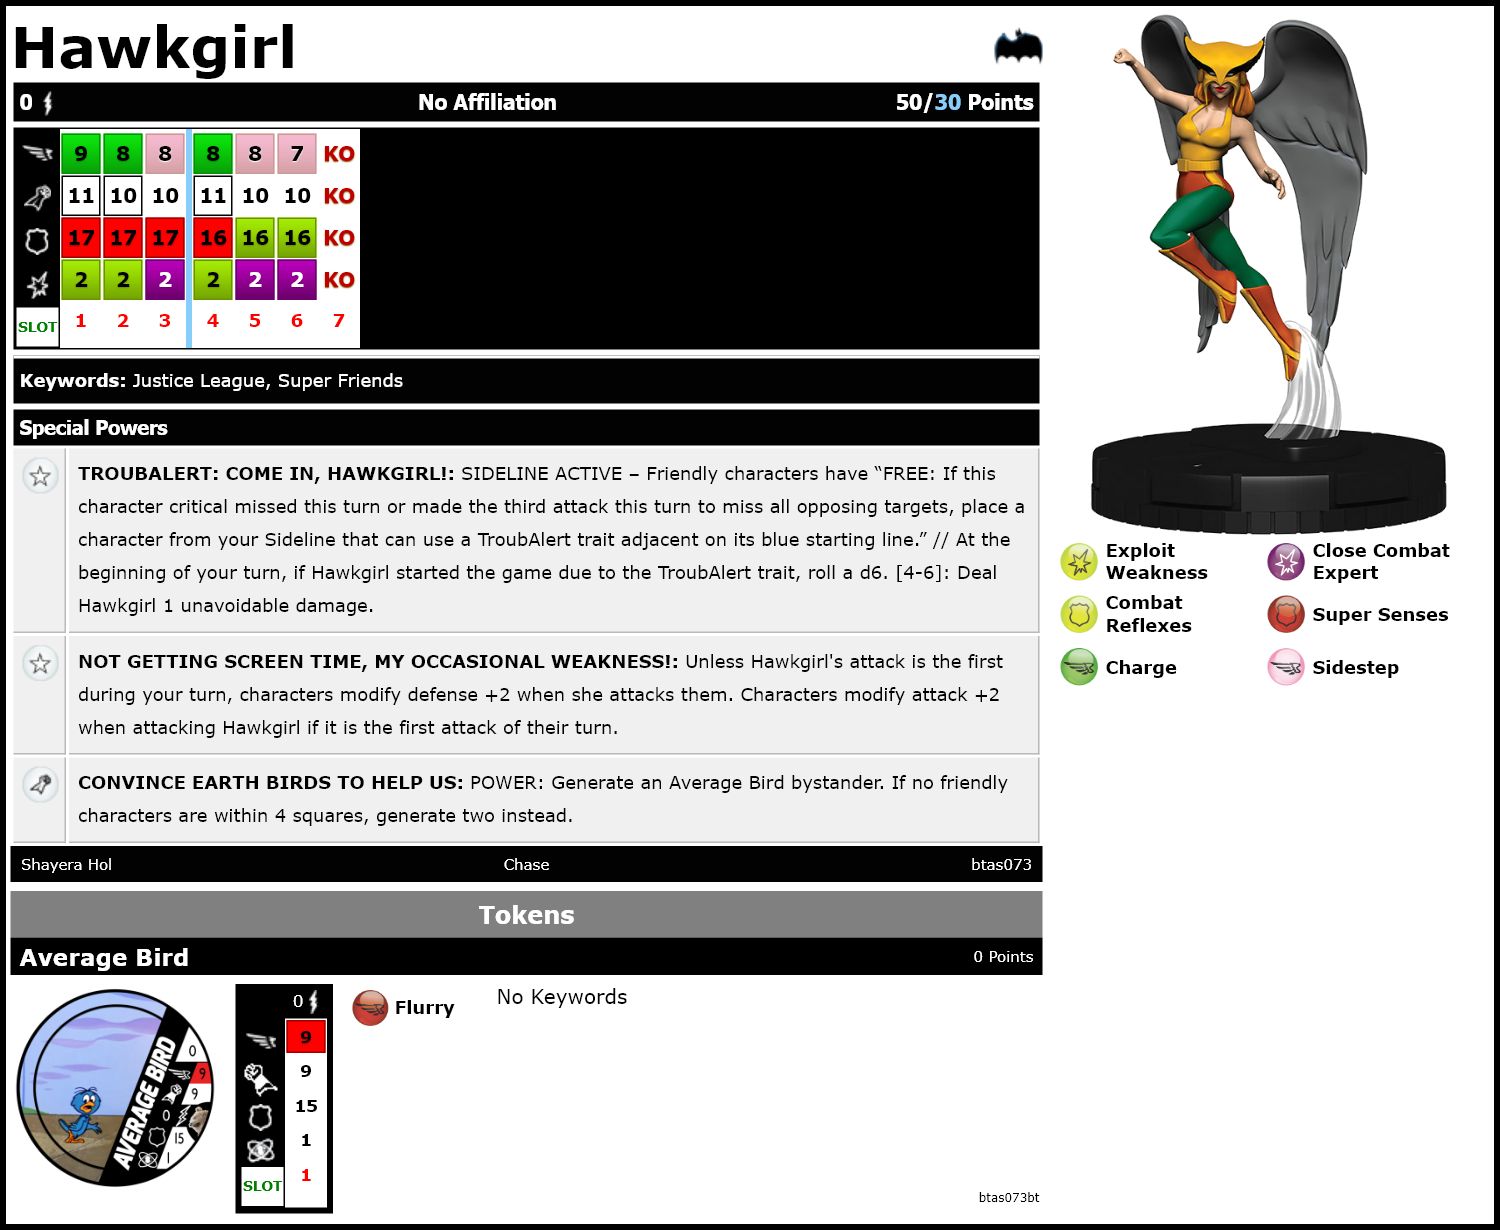 Hawkgirl
0 No Affiliation 50/30 Points
9 8 8 8 8 7 KO
11 10 10 11 10 10 KO
17 17 17 16 16 16 KO
2 2 2 2 2 2 KO
SLOT 1 2 3 4 5 6 7
Keywords: Justice League, Super Friends
Special Powers
TROUBALERT: COME IN, HAWKGIRL!: SIDELINE ACTIVE – Friendly characters have “FREE: If this
character critical missed this turn or made the third attack this turn to miss all opposing targets, place a
character from your Sideline that can use a TroubAlert trait adjacent on its blue starting line.” // At the
beginning of your turn, if Hawkgirl started the game due to the TroubAlert trait, roll a d6. [4-6]: Deal
Hawkgirl 1 unavoidable damage.
NOT GETTING SCREEN TIME, MY OCCASIONAL WEAKNESS!: Unless Hawkgirl's attack is the first
during your turn, characters modify defense +2 when she attacks them. Characters modify attack +2
when attacking Hawkgirl if it is the first attack of their turn.
CONVINCE EARTH BIRDS TO HELP US: POWER: Generate an Average Bird bystander. If no friendly
characters are within 4 squares, generate two instead.
Shayera Hol Chase btas073
Exploit
Weakness
Close Combat
Expert
Combat
Reflexes
Super Senses
Charge
Sidestep
Tokens
Average Bird 0 Points
AVERAGE BIRD
0
9
9
0
15
1
0
9
9
15
1
SLOT 1
Flurry
No Keywords
btas073bt